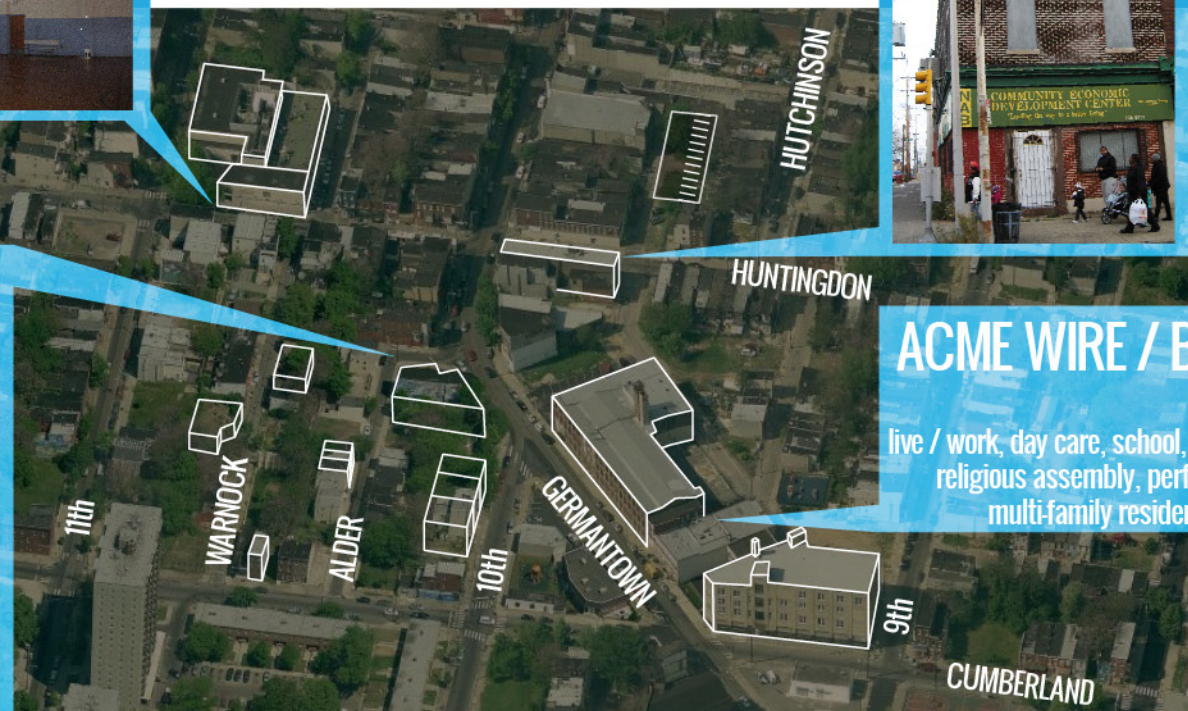 HUTCHINSON
COMMUNITY ECONOMIC
DEVELOPMENT CENTER
HUNTINGDON
ACME WIRE / B
live / work, day care, school,
religious assembly, perf
multi-family resider
11th
WARNOCK
ALDER
10th
GERMANTOWN
9th
CUMBERLAND